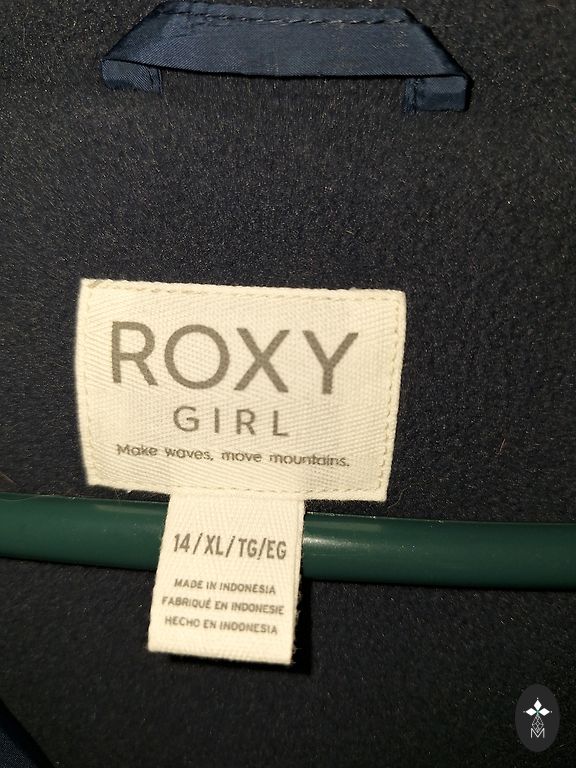 ROXY
GIRL
Make waves, move mountains.
14/XL/TG/EG
MADE IN INDONESIA
FABRIQUÉ EN INDONESIE
HECHO EN INDONESIA
M